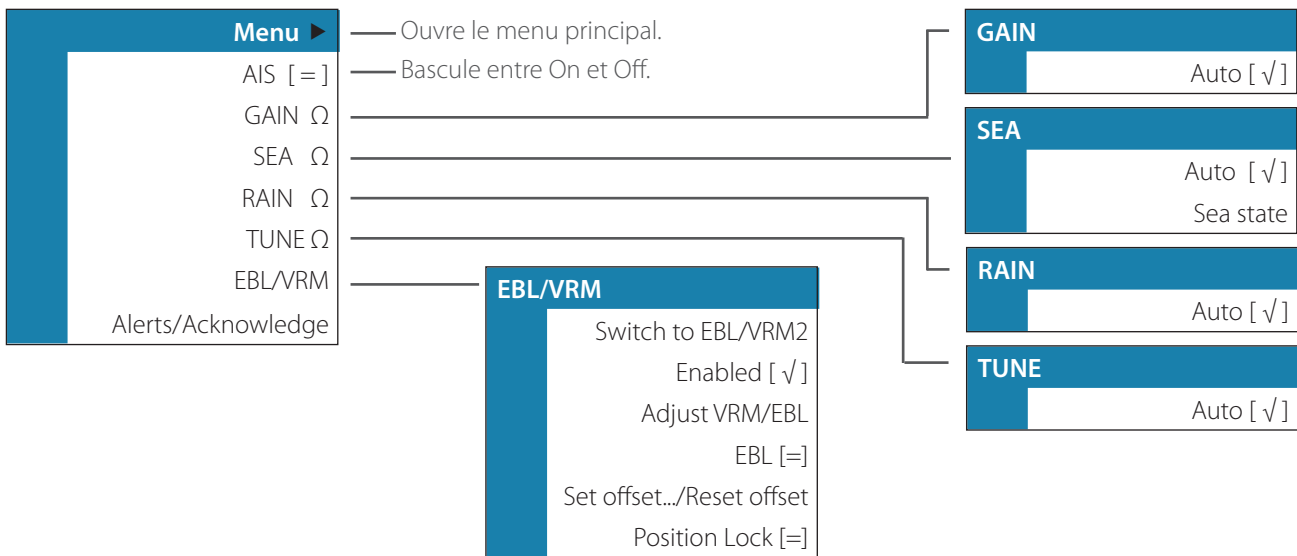 Menu ▶
Ouvre le menu principal.
AIS [ = ]
Bascule entre On et Off.
GAIN Ω
SEA Ω
RAIN Ω
TUNE Ω
EBL/VRM
Alerts/Acknowledge
EBL/VRM
Switch to EBL/VRM2
Enabled [ √ ]
Adjust VRM/EBL
EBL [=]
Set offset.../Reset offset
Position Lock [=]
GAIN
Auto [ √ ]
SEA
Auto [ √ ]
Sea state
RAIN
Auto [ √ ]
TUNE
Auto [ √ ]